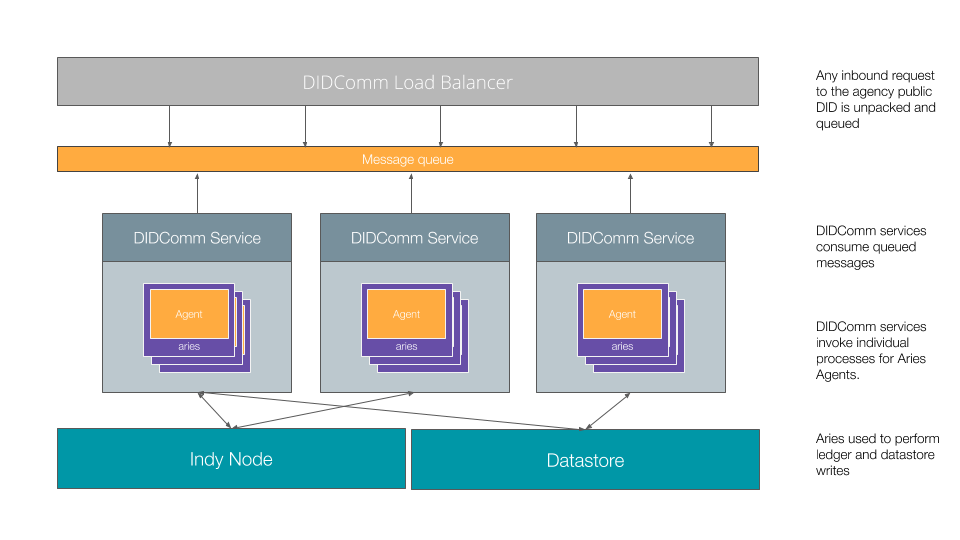 DIDComm Load Balancer
Any inbound request
to the agency public
DID is unpacked and
queued
Message queue
DIDComm Service
DIDComm Service
DIDComm Service
DIDComm services
consume queued
messages
Agent
aries
Agent
aries
Agent
aries
DIDComm services
invoke individual
processes for Aries
Agents.
Indy Node
Datastore
Aries used to perform
ledger and datastore
writes